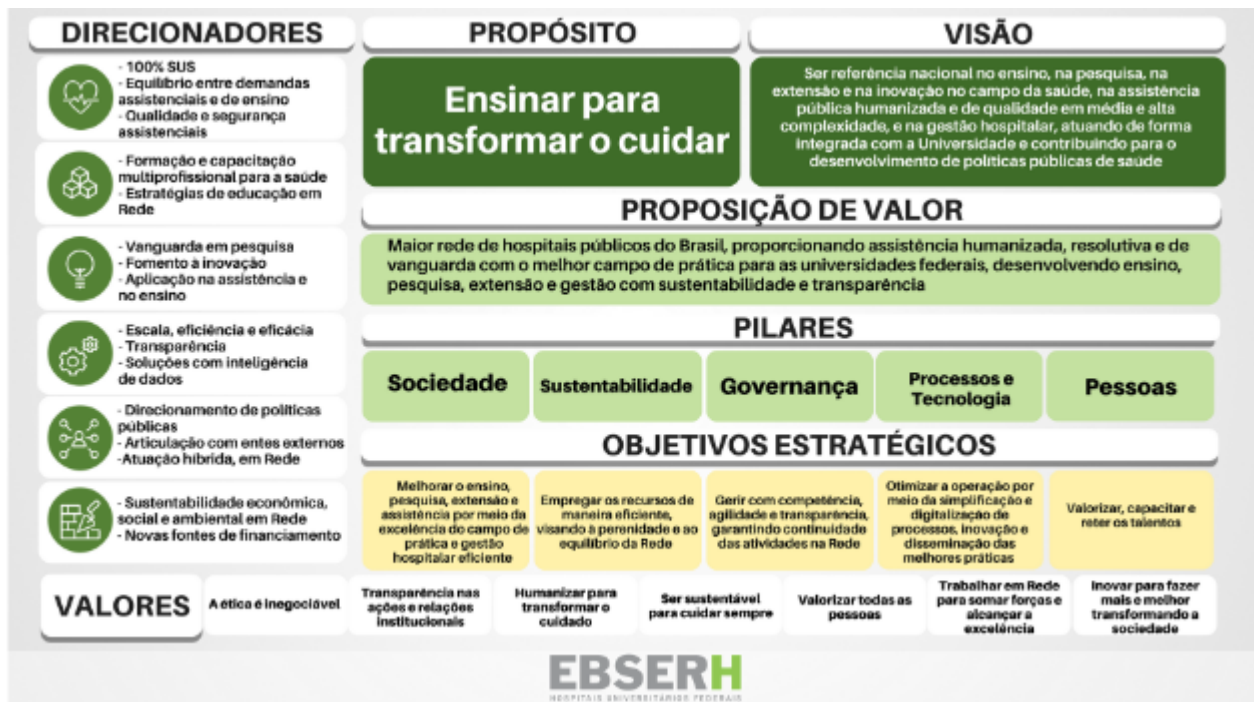 DIRECIONADORES
- 100% SUS
- Equilíbrio entre demandas
assistenciais e de ensino
- Qualidade e segurança
assistenciais
- Formação e capacitação
multiprofissional para a saúde
- Estratégias de educação em
Rede
- Vanguarda em pesquisa
- Fomento à inovação
- Aplicação na assistência e
no ensino
- Escala, eficiência e eficácia
- Transparência
- Soluções com inteligência
de dados
- Direcionamento de políticas
públicas
- Articulação com entes externos
-Atuação híbrida, em Rede
- Sustentabilidade econômica,
social e ambiental em Rede
- Novas fontes de financiamento
PROPÓSITO
Ensinar para
transformar o cuidar
VISÃO
Ser referência nacional no ensino, na pesquisa, na
extensão e na inovação no campo da saúde, na assistência
pública humanizada e de qualidade em média e alta
complexidade, e na gestão hospitalar, atuando de forma
integrada com a Universidade e contribuindo para o
desenvolvimento de políticas públicas de saúde
PROPOSIÇÃO DE VALOR
Maior rede de hospitais públicos do Brasil, proporcionando assistência humanizada, resolutiva e de
vanguarda com o melhor campo de prática para as universidades federais, desenvolvendo ensino,
pesquisa, extensão e gestão com sustentabilidade e transparência
PILARES
Sociedade
Sustentabilidade
Governança
Processos e
Tecnologia
Pessoas
OBJETIVOS ESTRATÉGICOS
Melhorar o ensino,
pesquisa, extensão e
assistência por meio da
excelência do campo de
prática e gestão
hospitalar eficiente
Empregar os recursos de
maneira eficiente,
visando à perenidade e ao
equilíbrio da Rede
Gerir com competência,
agilidade e transparência,
garantindo continuidade
das atividades na Rede
Otimizar a operação por
meio da simplificação e
digitalização de
processos, inovação e
disseminação das
melhores práticas
Valorizar, capacitar e
reter os talentos
VALORES
A ética é inegociável
Transparência nas
ações e relações
institucionais
Humanizar para
transformar o
cuidado
Ser sustentável
para cuidar sempre
Valorizar todas as
pessoas
Trabalhar em Rede
para somar forças e
alcançar a
excelência
Inovar para fazer
mais e melhor
transformando a
sociedade
EBSERH
HOSPITAIS UNIVERSITÁRIOS FEDERAIS